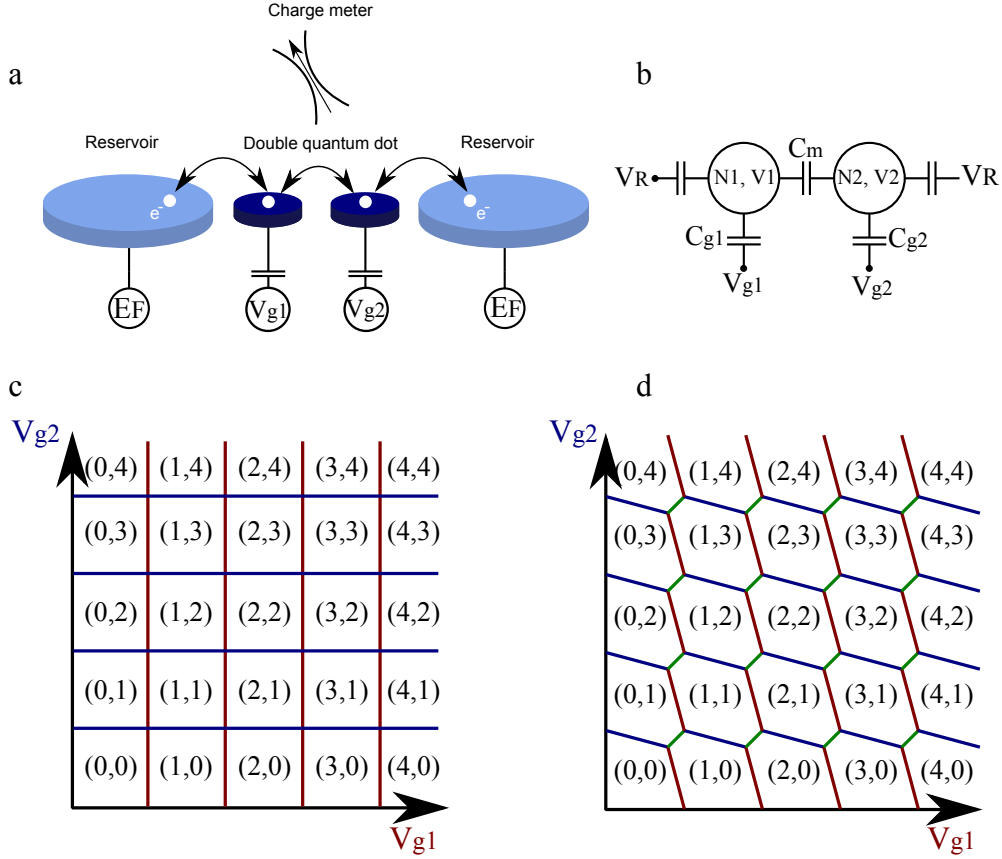 Charge meter
a
b
Reservoir
Double quantum dot
Reservoir
e-
e-
EF
Vg1
Vg2
EF
Cm
VR
N1, V1
N2, V2
VR
Cg1
Cg2
Vg1
Vg2
c
d
Vg2
(0,4) (1,4) (2,4) (3,4) (4,4)
(0,3) (1,3) (2,3) (3,3) (4,3)
(0,2) (1,2) (2,2) (3,2) (4,2)
(0,1) (1,1) (2,1) (3,1) (4,1)
(0,0) (1,0) (2,0) (3,0) (4,0)
Vg1
Vg2
(0,4) (1,4) (2,4) (3,4) (4,4)
(0,3) (1,3) (2,3) (3,3) (4,3)
(0,2) (1,2) (2,2) (3,2) (4,2)
(0,1) (1,1) (2,1) (3,1) (4,1)
(0,0) (1,0) (2,0) (3,0) (4,0)
Vg1